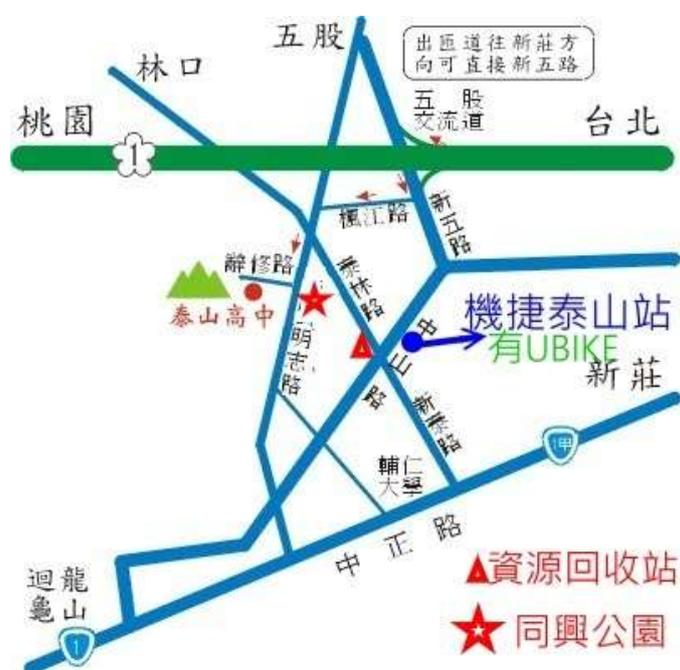 五股
出匝道往新莊方
向可直接新五路
林口
五股
交流道
桃園
1
台北
楓江路
新五路
辭修路
泰林路
泰山高中
明志路
中山路
機捷泰山站
有UBIKE
新莊
新泰路
輔仁
大學
1甲
中正路
迴龍
龜山
1
資源回收站
同興公園